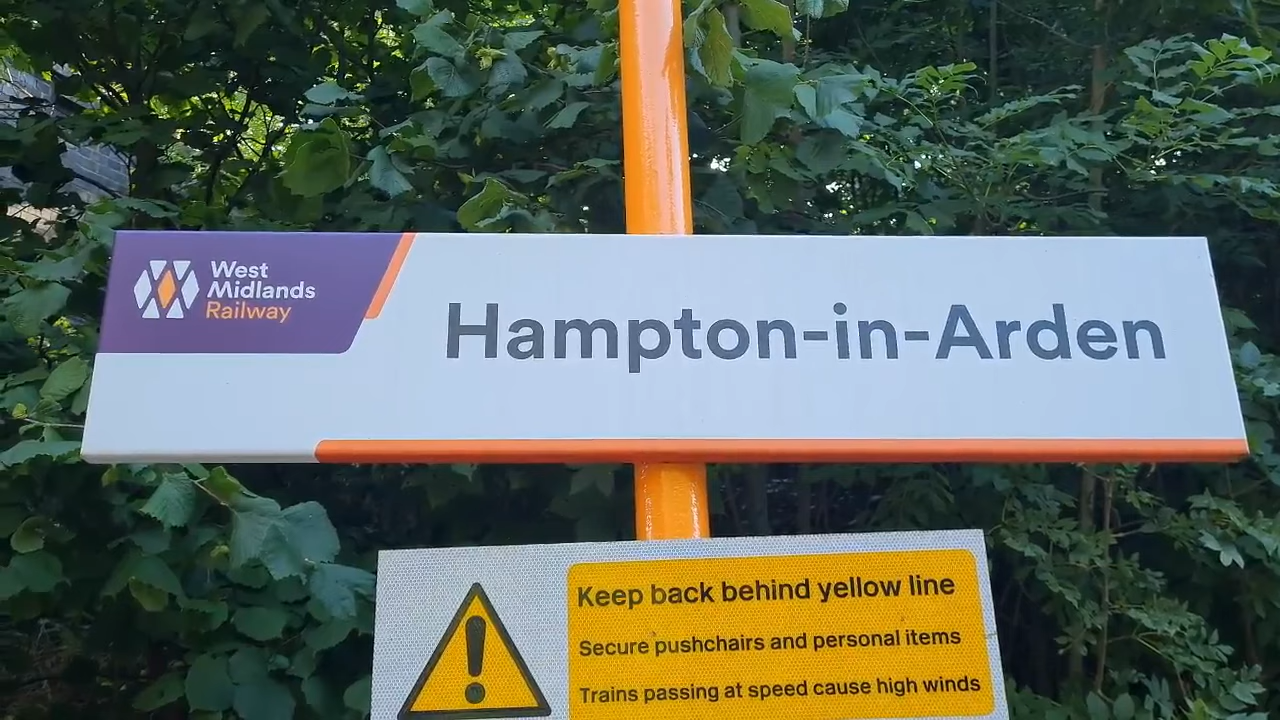 West
Midlands
Railway
Hampton-in-Arden
Keep back behind yellow line
Secure pushchairs and personal items
Trains passing at speed cause high winds